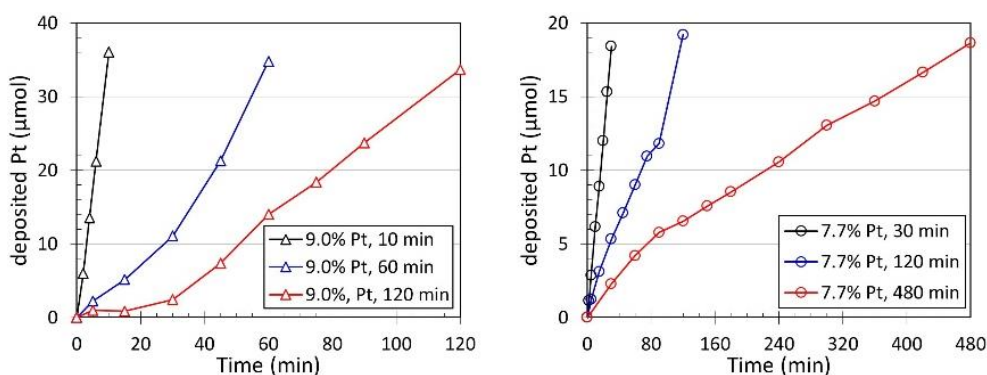 40
30
20
10
0
deposited Pt (µmol)
0 20 40 60 80 100 120
Time (min)
9.0% Pt, 10 min
9.0% Pt, 60 min
9.0%, Pt, 120 min
20
15
10
5
0
deposited Pt (µmol)
0 80 160 240 320 400 480
Time (min)
7.7% Pt, 30 min
7.7% Pt, 120 min
7.7% Pt, 480 min